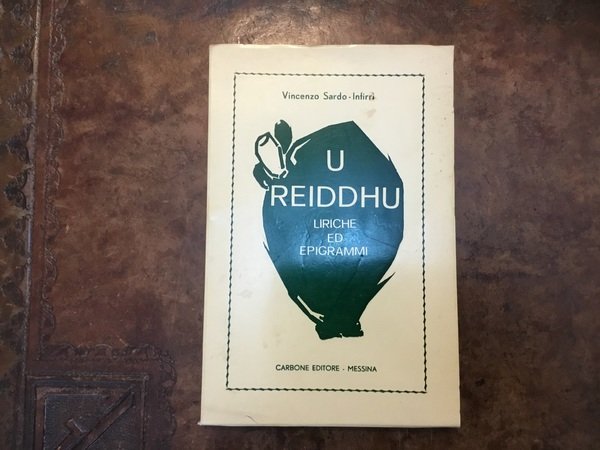 Vincenzo Sardo-Infirri
U
REIDDHU
LIRICHE
ED
EPIGRAMMI
CARBONE EDITORE - MESSINA